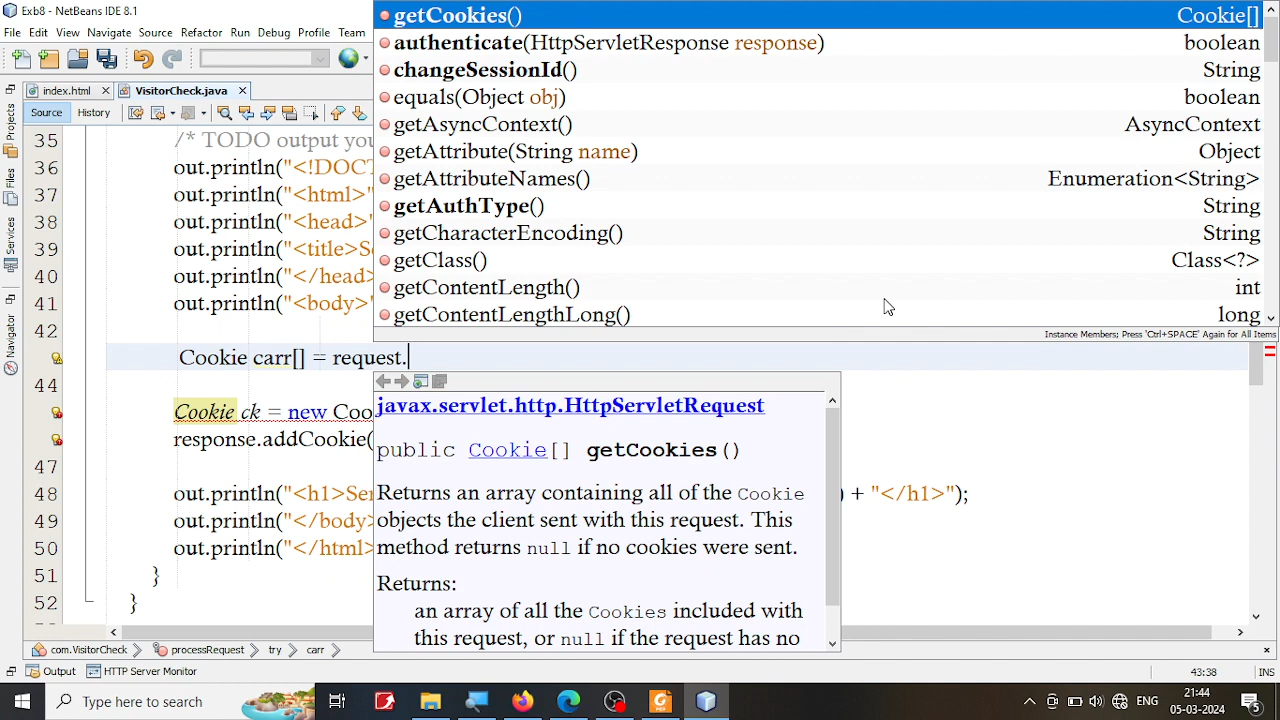 Exb8 - NetBeans IDE 8.1
File Edit View Navigate Source Refactor Run Debug Profile Team
index.html VisitorCheck.java
Source History
Projects
Files
Services
Navigator
getCookies() Cookie[]
authenticate(HttpServletResponse response) boolean
changeSessionId() String
equals(Object obj) boolean
getAsyncContext() AsyncContext
getAttribute(String name) Object
getAttributeNames() Enumeration<String>
getAuthType() String
getCharacterEncoding() String
getClass() Class<?>
getContentLength() int
getContentLengthLong() long
Instance Members; Press 'Ctrl+SPACE' Again for All Items
35 /* TODO output you
36 out.println("<!DOCT
37 out.println("<html>"
38 out.println("<head>"
39 out.println("<title>Se
40 out.println("</head>
41 out.println("<body>"
42
Cookie carr[] = request.
44
Cookie ck = new Coo
response.addCookie(
47
48 out.println("<h1>Ser ) + "</h1>");
49 out.println("</body>
50 out.println("</html>
51 }
52 }
javax.servlet.http.HttpServletRequest
public Cookie[] getCookies()
Returns an array containing all of the Cookie
objects the client sent with this request. This
method returns null if no cookies were sent.
Returns:
an array of all the Cookies included with
this request, or null if the request has no
com.VisitorCheck processRequest try carr
Output HTTP Server Monitor
43:38 INS
Type here to search
ENG
21:44
05-03-2024
5